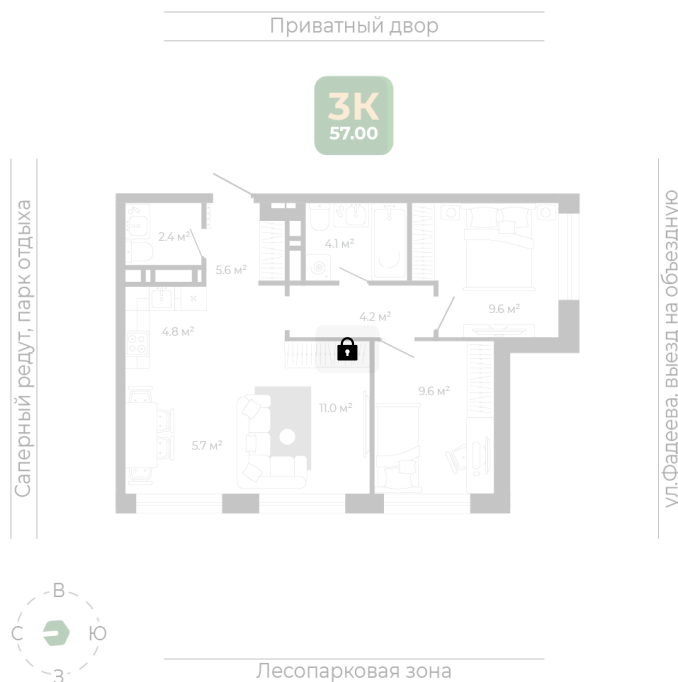 Приватный двор
3К
57.00
Саперный редут, парк отдыха
ул.Фадеева. выезд на объездную
2.4 м²
5.6 м²
4.1 м²
9.6 м²
4.2 м²
4.8 м²
9.6 м²
11.0 м²
5.7 м²
В
С
Ю
З
Лесопарковая зона